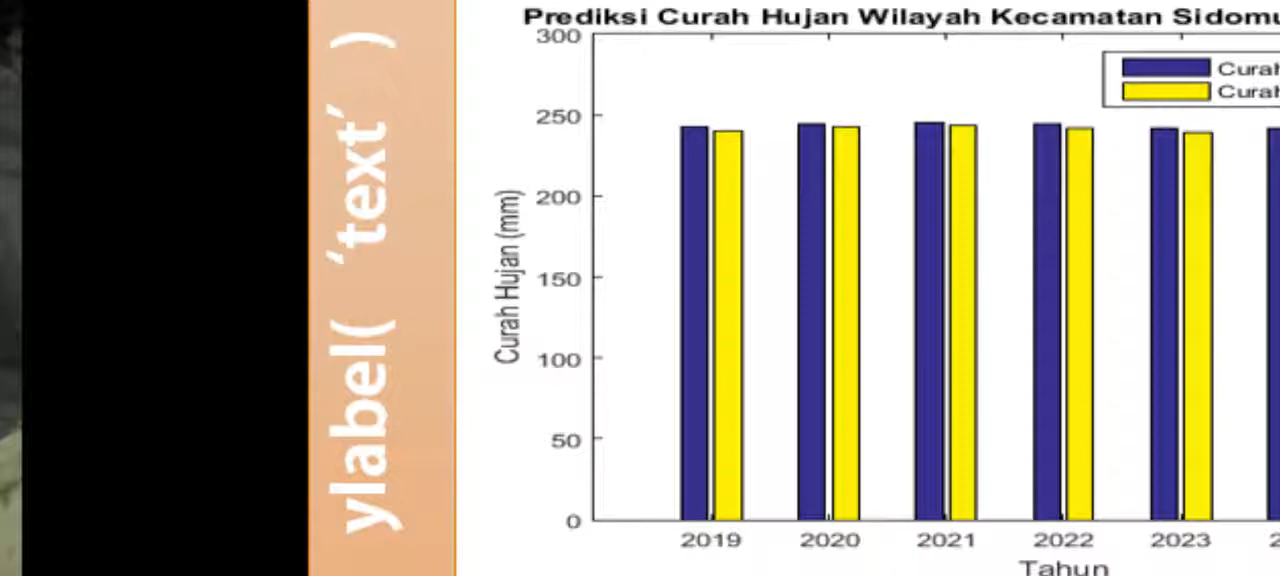 ylabel( ‘text’ )
Prediksi Curah Hujan Wilayah Kecamatan
300
250
200
150
100
50
0
Curah Hujan (mm)
2019 2020 2021 2022 2023
Tahun